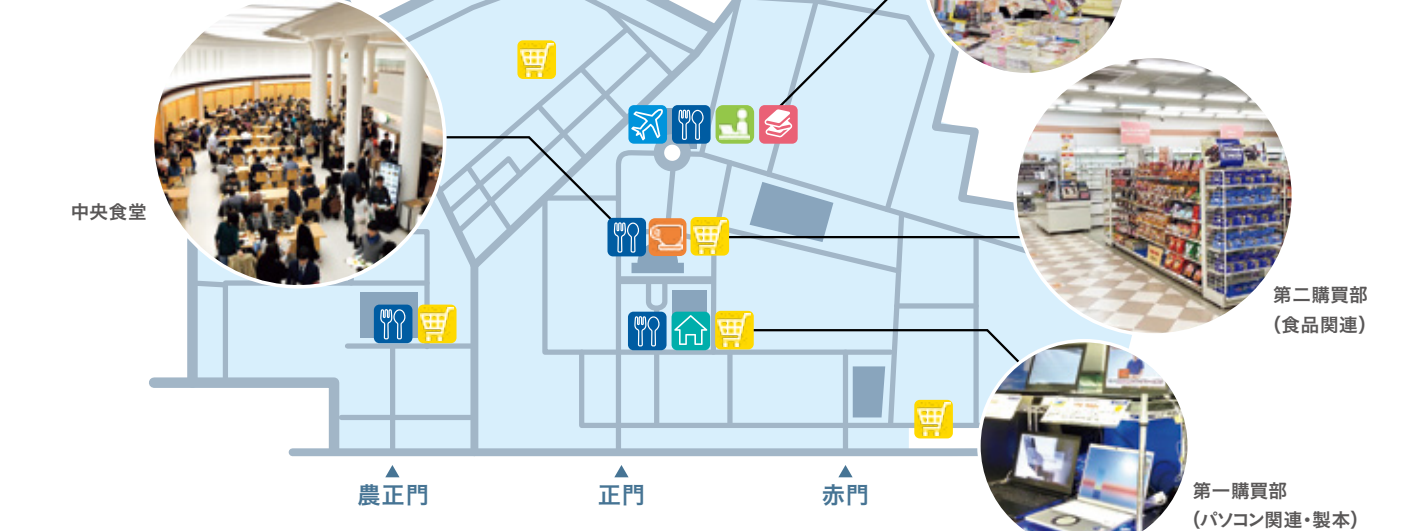 中央食堂
第二購買部
(食品関連)
農正門
正門
赤門
第一購買部
(パソコン関連・製本)